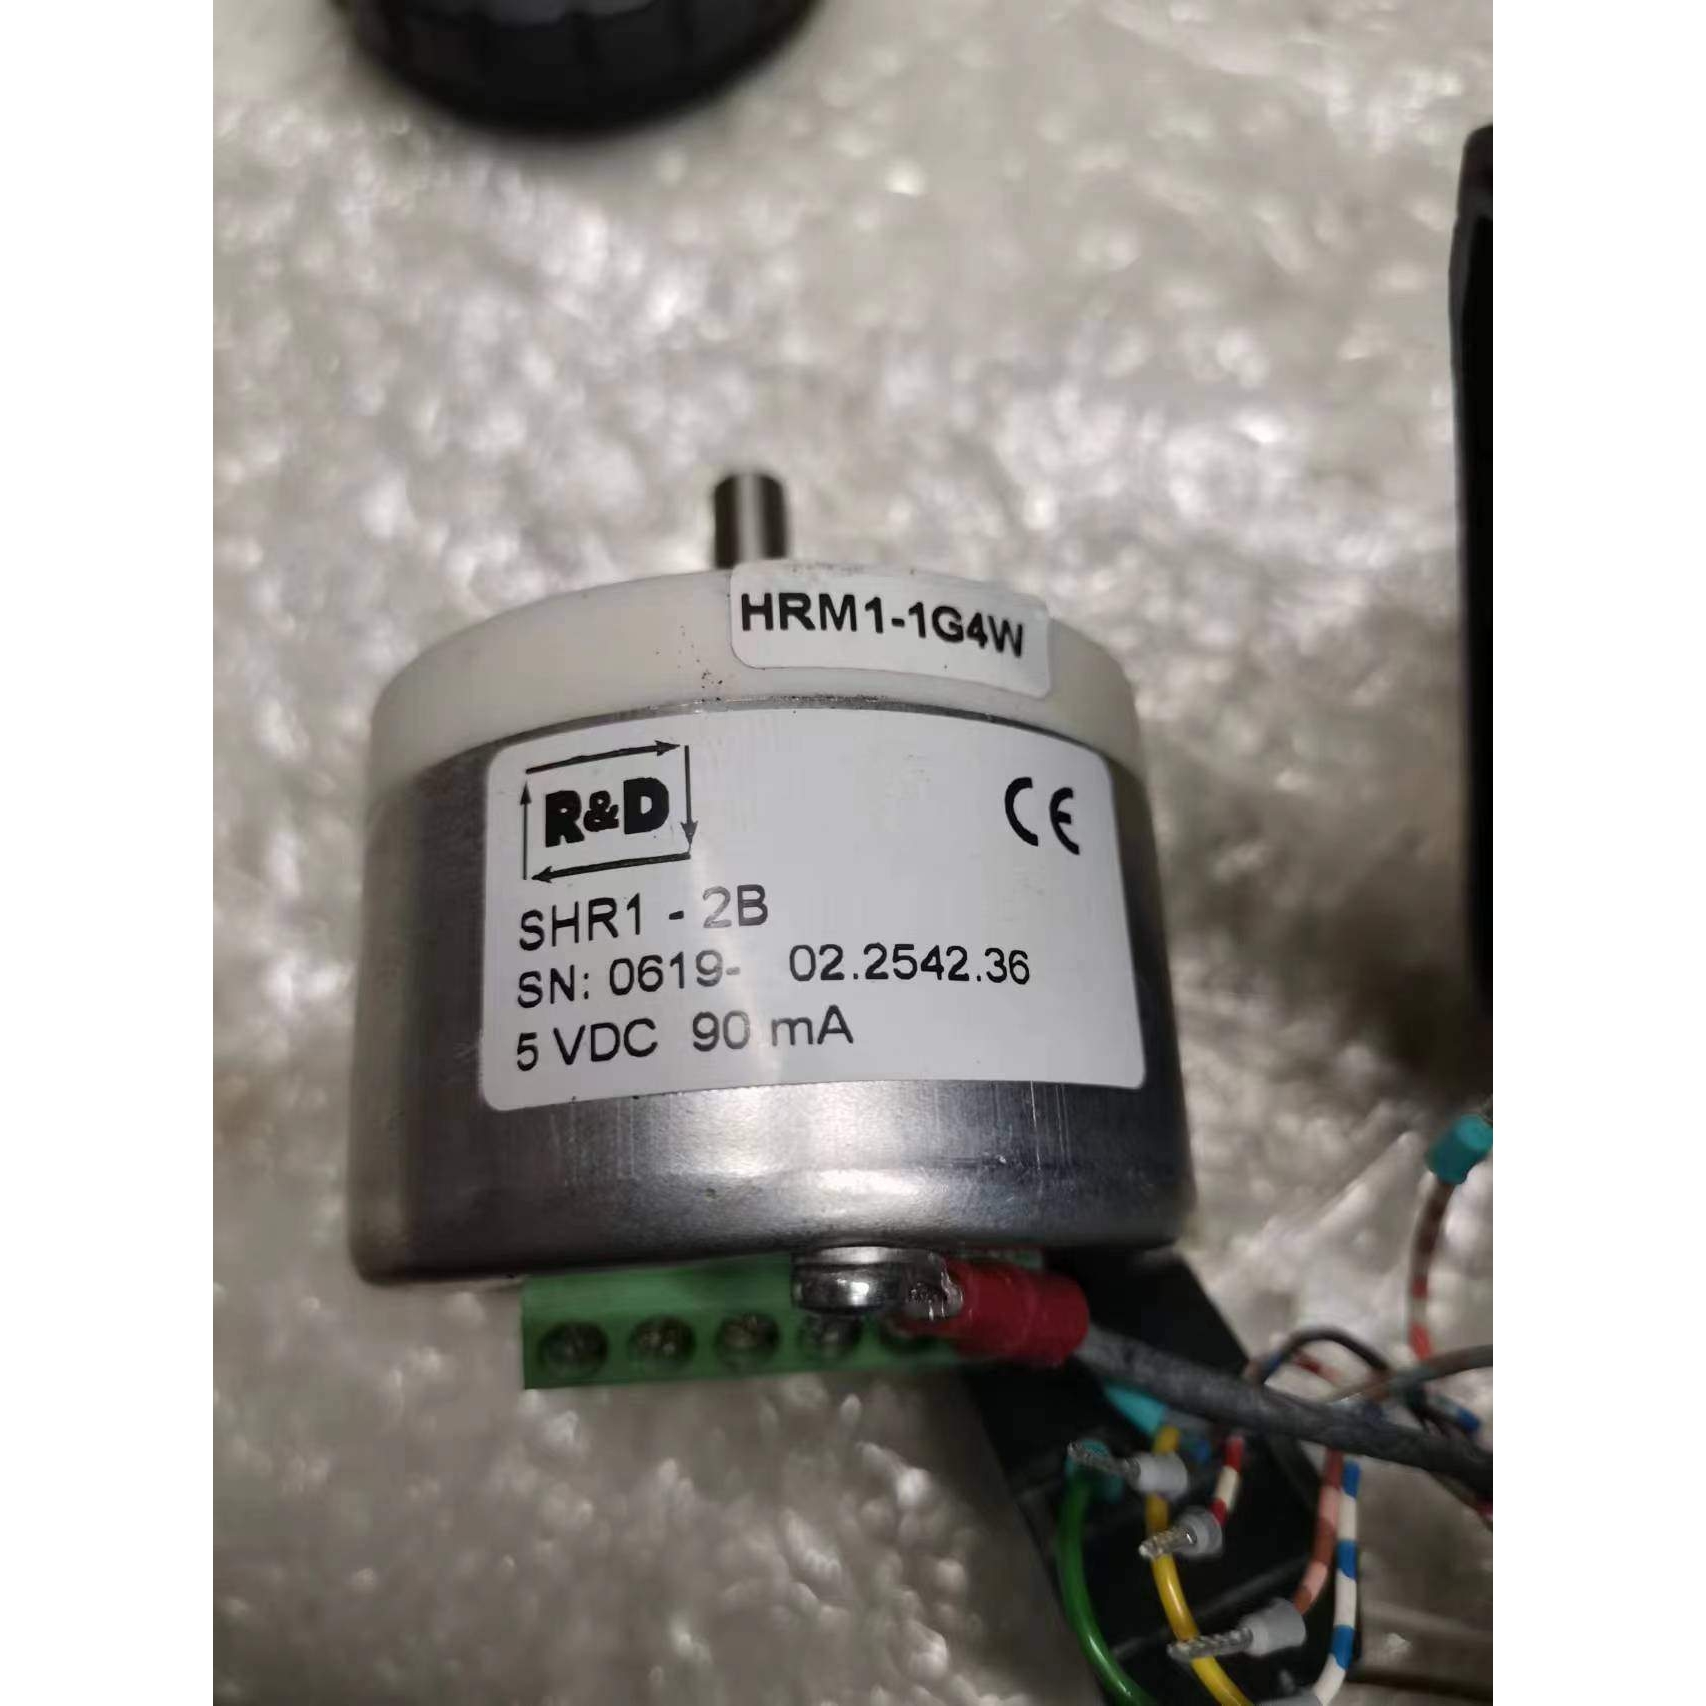 HRM1-1G4W
R&D
CE
SHR1 - 2B
SN: 0619- 02.2542.36
5 VDC 90 mA